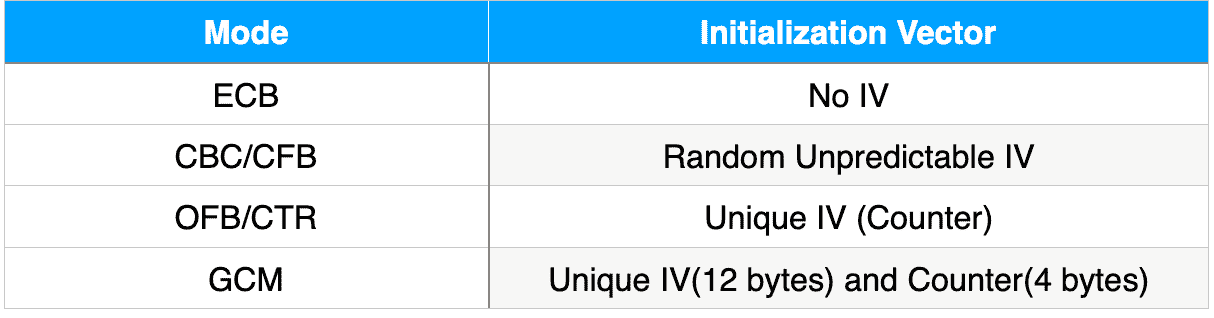 Mode Initialization Vector
ECB No IV
CBC/CFB Random Unpredictable IV
OFB/CTR Unique IV (Counter)
GCM Unique IV(12 bytes) and Counter(4 bytes)